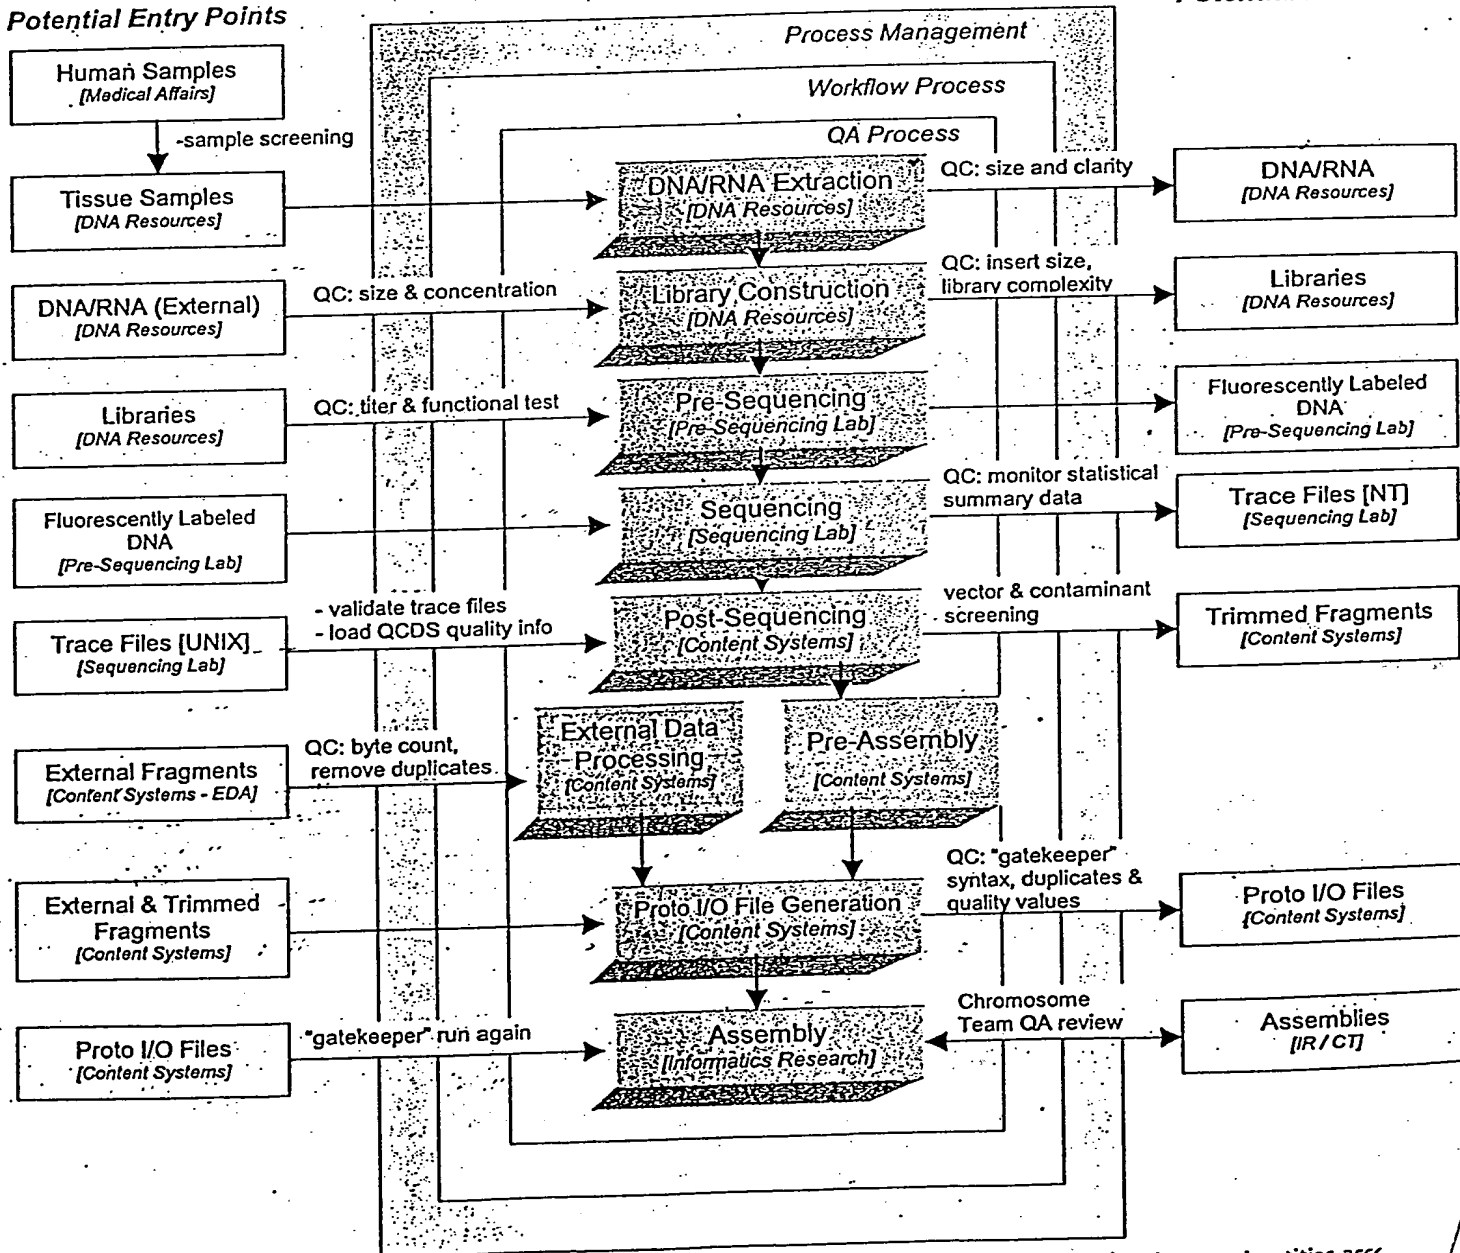 Potential Entry Points
Process Management
Workflow Process
QA Process
Human Samples
[Medical Affairs]
-sample screening
Tissue Samples
[DNA Resources]
DNA/RNA Extraction
[DNA Resources]
QC: size and clarity
DNA/RNA
[DNA Resources]
DNA/RNA (External)
[DNA Resources]
QC: size & concentration
Library Construction
[DNA Resources]
QC: insert size,
library complexity
Libraries
[DNA Resources]
Libraries
[DNA Resources]
QC: titer & functional test
Pre-Sequencing
[Pre-Sequencing Lab]
Fluorescently Labeled
DNA
[Pre-Sequencing Lab]
Fluorescently Labeled
DNA
[Pre-Sequencing Lab]
Sequencing
[Sequencing Lab]
QC: monitor statistical
summary data
Trace Files [NT]
[Sequencing Lab]
Trace Files [UNIX]
[Sequencing Lab]
- validate trace files
- load QCDS quality info
Post-Sequencing
[Content Systems]
vector & contaminant
screening
Trimmed Fragments
[Content Systems]
External Fragments
[Content Systems - EDA]
QC: byte count,
remove duplicates
External Data
Processing
[Content Systems]
Pre-Assembly
[Content Systems]
External & Trimmed
Fragments
[Content Systems]
Proto I/O File Generation
[Content Systems]
QC: "gatekeeper"
syntax, duplicates &
quality values
Proto I/O Files
[Content Systems]
Proto I/O Files
[Content Systems]
"gatekeeper" run again
Assembly
[Informatics Research]
Chromosome
Team QA review
Assemblies
[IR / CT]